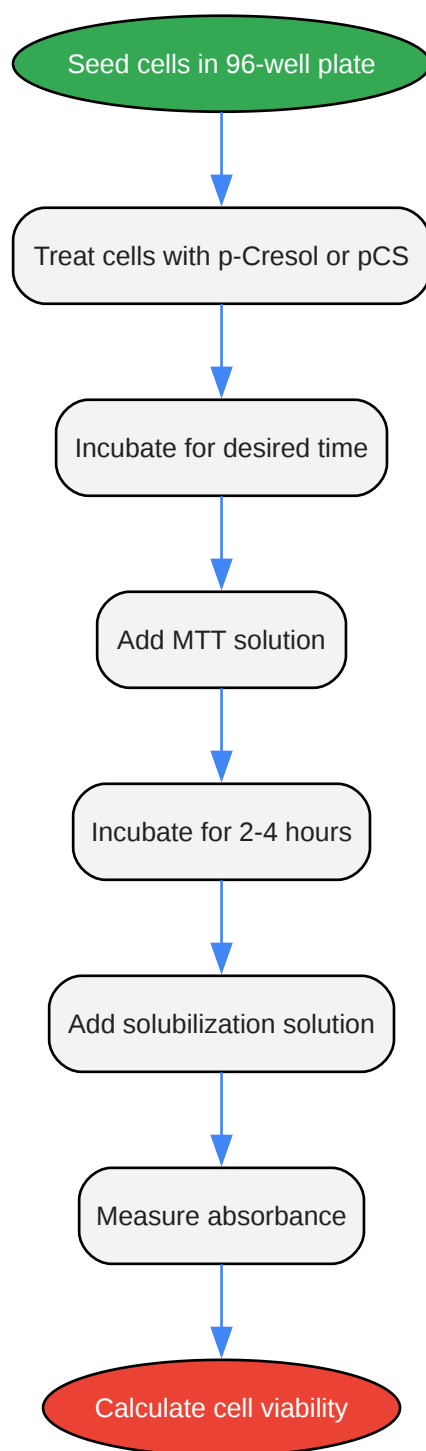 Seed cells in 96-well plate
Treat cells with p-Cresol or pCS
Incubate for desired time
Add MTT solution
Incubate for 2-4 hours
Add solubilization solution
Measure absorbance
Calculate cell viability